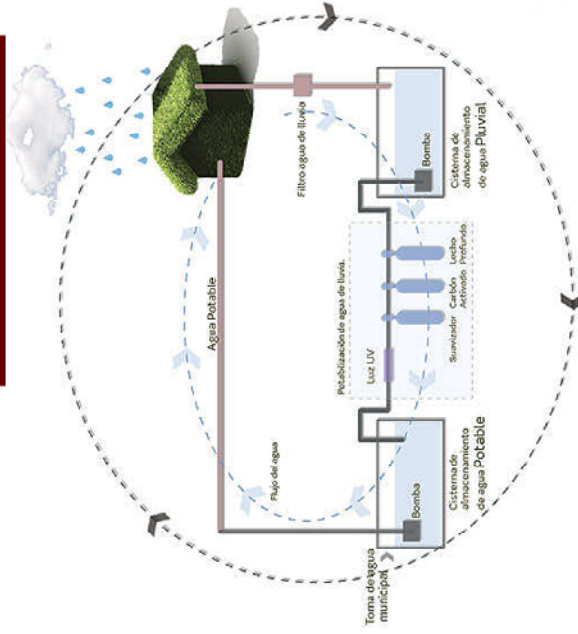 Agua Potable
Flujo del agua
Filtro agua de lluvia
Potabilización de agua de lluvia.
Luz UV
Suavizador
Carbón
Activado
Lecho
Profundo
Bomba
Cisterna de
almacenamiento
de agua Pluvial
Toma de agua
municipal
Bomba
Cisterna de
almacenamiento
de agua Potable